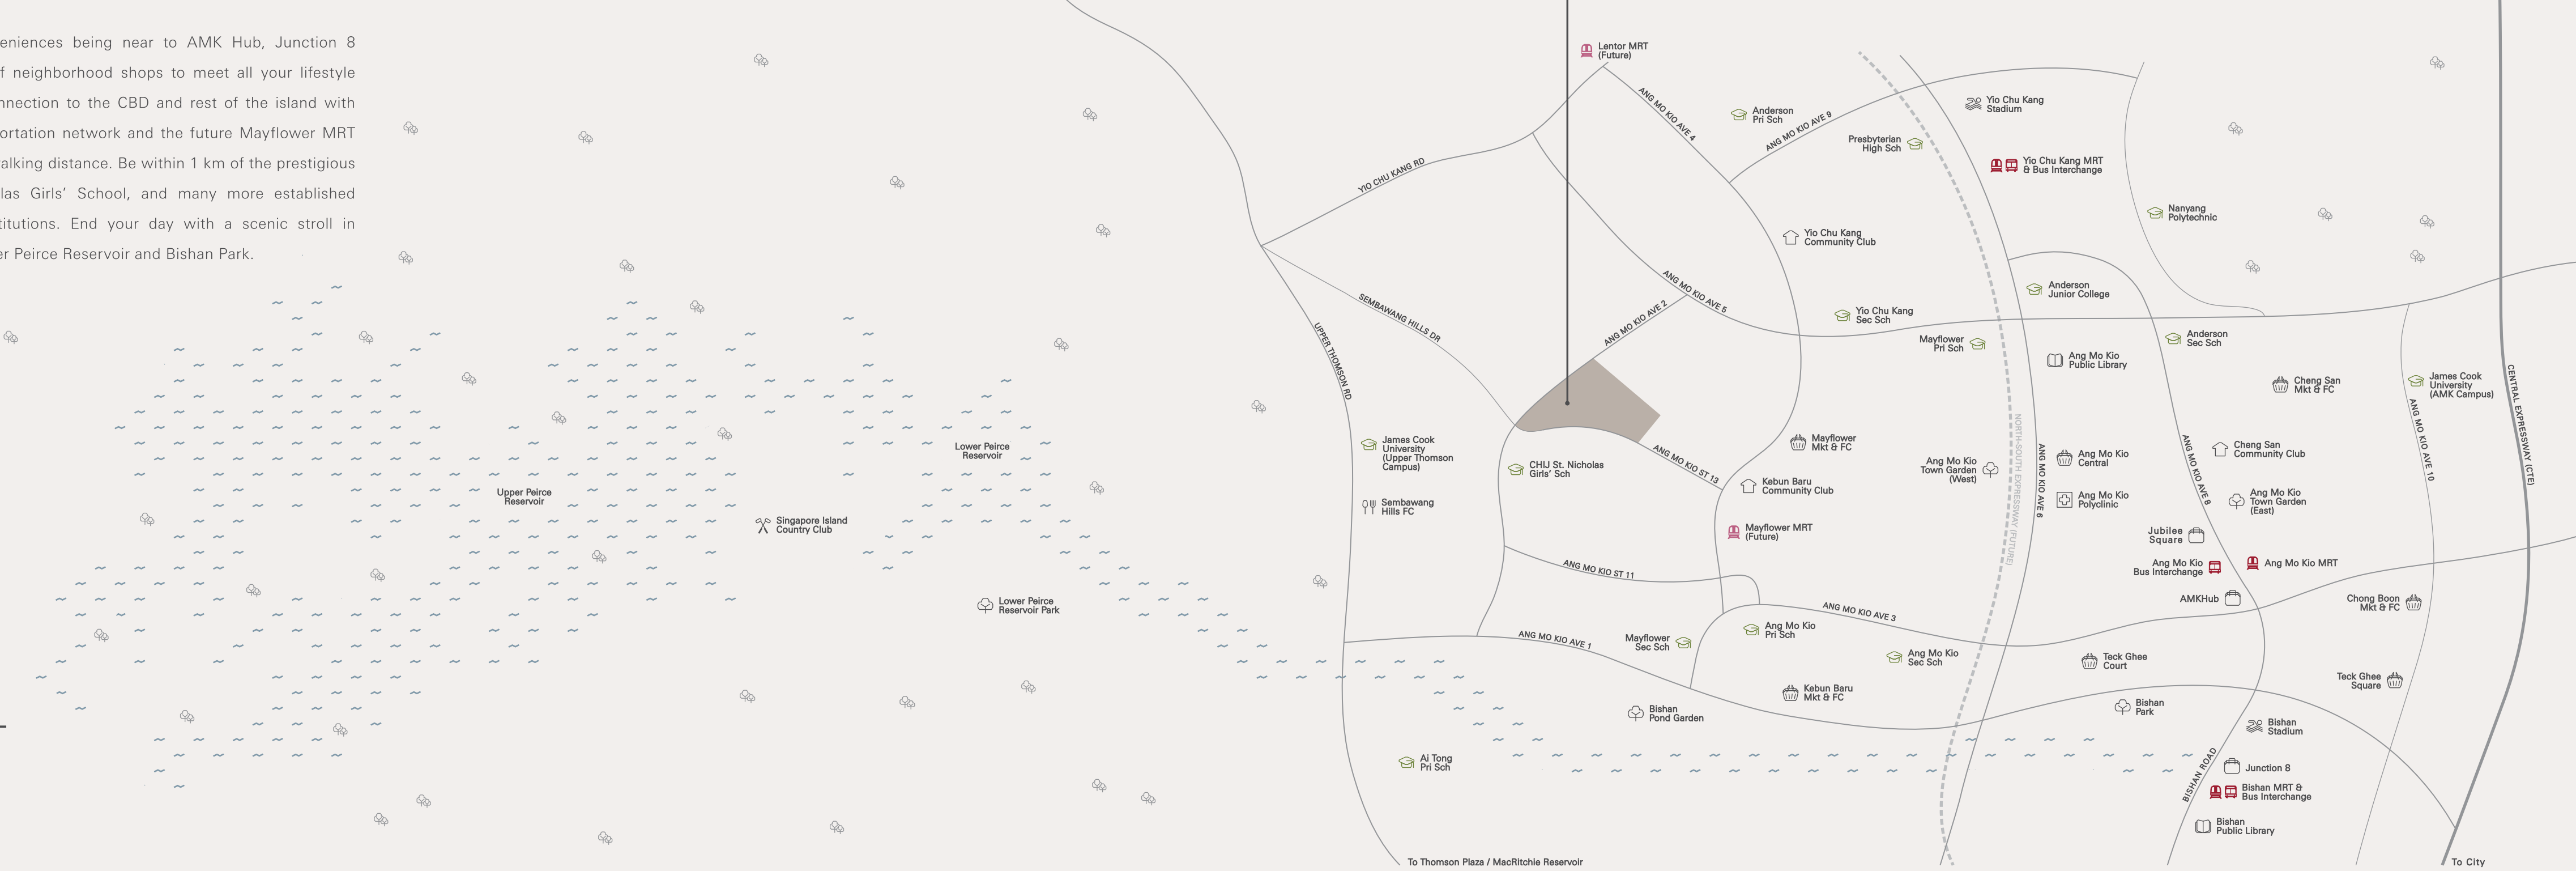 eniences being near to AMK Hub, Junction 8
f neighborhood shops to meet all your lifestyle
nnection to the CBD and rest of the island with
ortation network and the future Mayflower MRT
alking distance. Be within 1 km of the prestigious
las Girls' School, and many more established
titutions. End your day with a scenic stroll in
er Peirce Reservoir and Bishan Park.
Lentor MRT
(Future)
ANG MO KIO AVE 4
Anderson
Pri Sch
ANG MO KIO AVE 9
Presbyterian
High Sch
Yio Chu Kang
Stadium
Yio Chu Kang MRT
& Bus Interchange
YIO CHU KANG RD
Nanyang
Polytechnic
Yio Chu Kang
Community Club
SEMBAWANG HILLS DR
UPPER THOMSON RD
ANG MO KIO AVE 5
ANG MO KIO AVE 2
Yio Chu Kang
Sec Sch
Anderson
Junior College
Mayflower
Pri Sch
Ang Mo Kio
Public Library
Anderson
Sec Sch
Cheng San
Mkt & FC
James Cook
University
(AMK Campus)
CENTRAL EXPRESSWAY (CTE)
ANG MO KIO AVE 10
Lower Peirce
Reservoir
Upper Peirce
Reservoir
Singapore Island
Country Club
Lower Peirce
Reservoir Park
James Cook
University
(Upper Thomson
Campus)
Sembawang
Hills FC
CHIJ St. Nicholas
Girls' Sch
ANG MO KIO ST 13
Mayflower
Mkt & FC
Kebun Baru
Community Club
Mayflower MRT
(Future)
Ang Mo Kio
Town Garden
(West)
NORTH-SOUTH EXPRESSWAY (FUTURE)
ANG MO KIO AVE 6
Ang Mo Kio
Central
Ang Mo Kio
Polyclinic
ANG MO KIO AVE 8
Cheng San
Community Club
Ang Mo Kio
Town Garden
(East)
Jubilee
Square
Ang Mo Kio
Bus Interchange
Ang Mo Kio MRT
AMKHub
Chong Boon
Mkt & FC
ANG MO KIO ST 11
ANG MO KIO AVE 3
ANG MO KIO AVE 1
Mayflower
Sec Sch
Ang Mo Kio
Pri Sch
Ang Mo Kio
Sec Sch
Teck Ghee
Court
Teck Ghee
Square
Kebun Baru
Mkt & FC
Bishan
Pond Garden
Bishan
Park
Bishan
Stadium
Ai Tong
Pri Sch
BISHAN ROAD
Junction 8
Bishan MRT &
Bus Interchange
Bishan
Public Library
To Thomson Plaza / MacRitchie Reservoir
To City